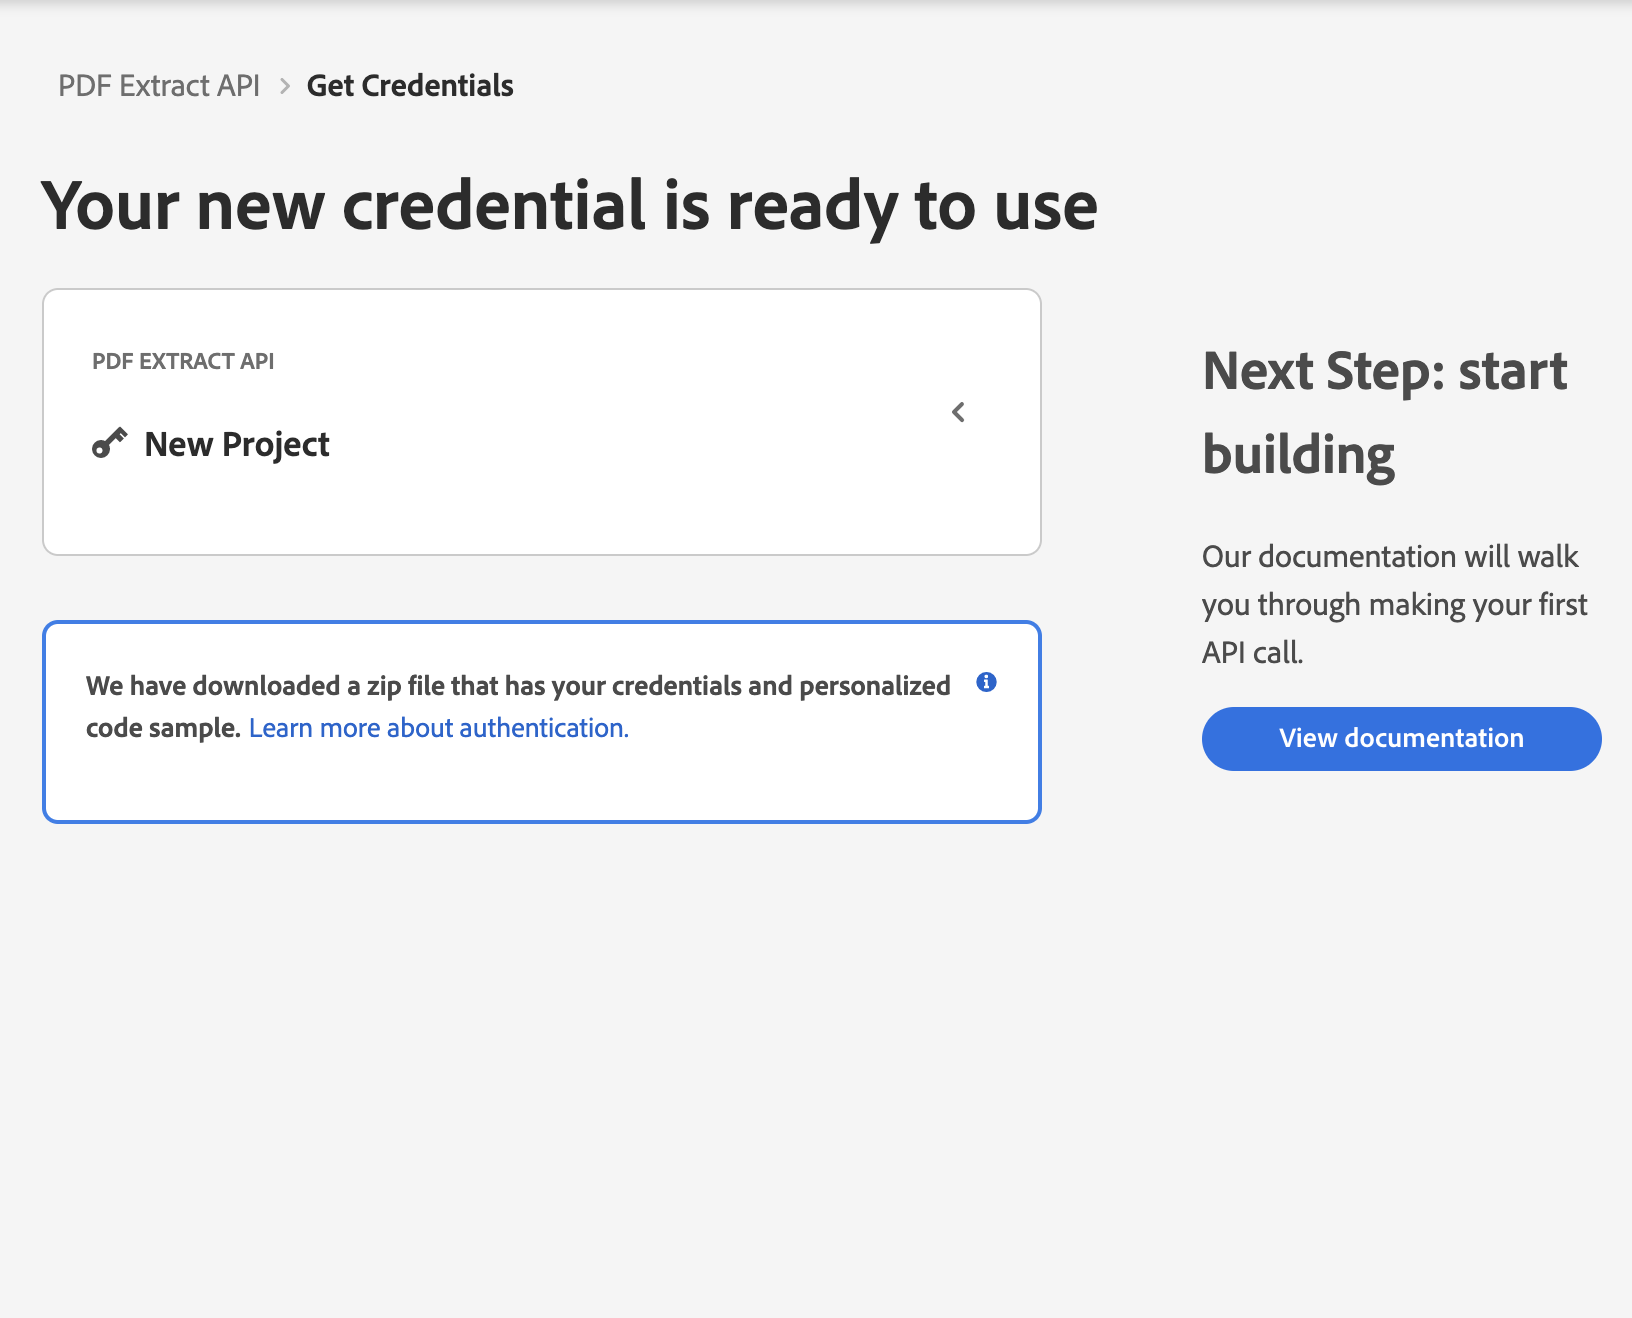 PDF Extract API > Get Credentials
Your new credential is ready to use
PDF EXTRACT API
New Project
We have downloaded a zip file that has your credentials and personalized
code sample. Learn more about authentication.
Next Step: start
building
Our documentation will walk
you through making your first
API call.
View documentation